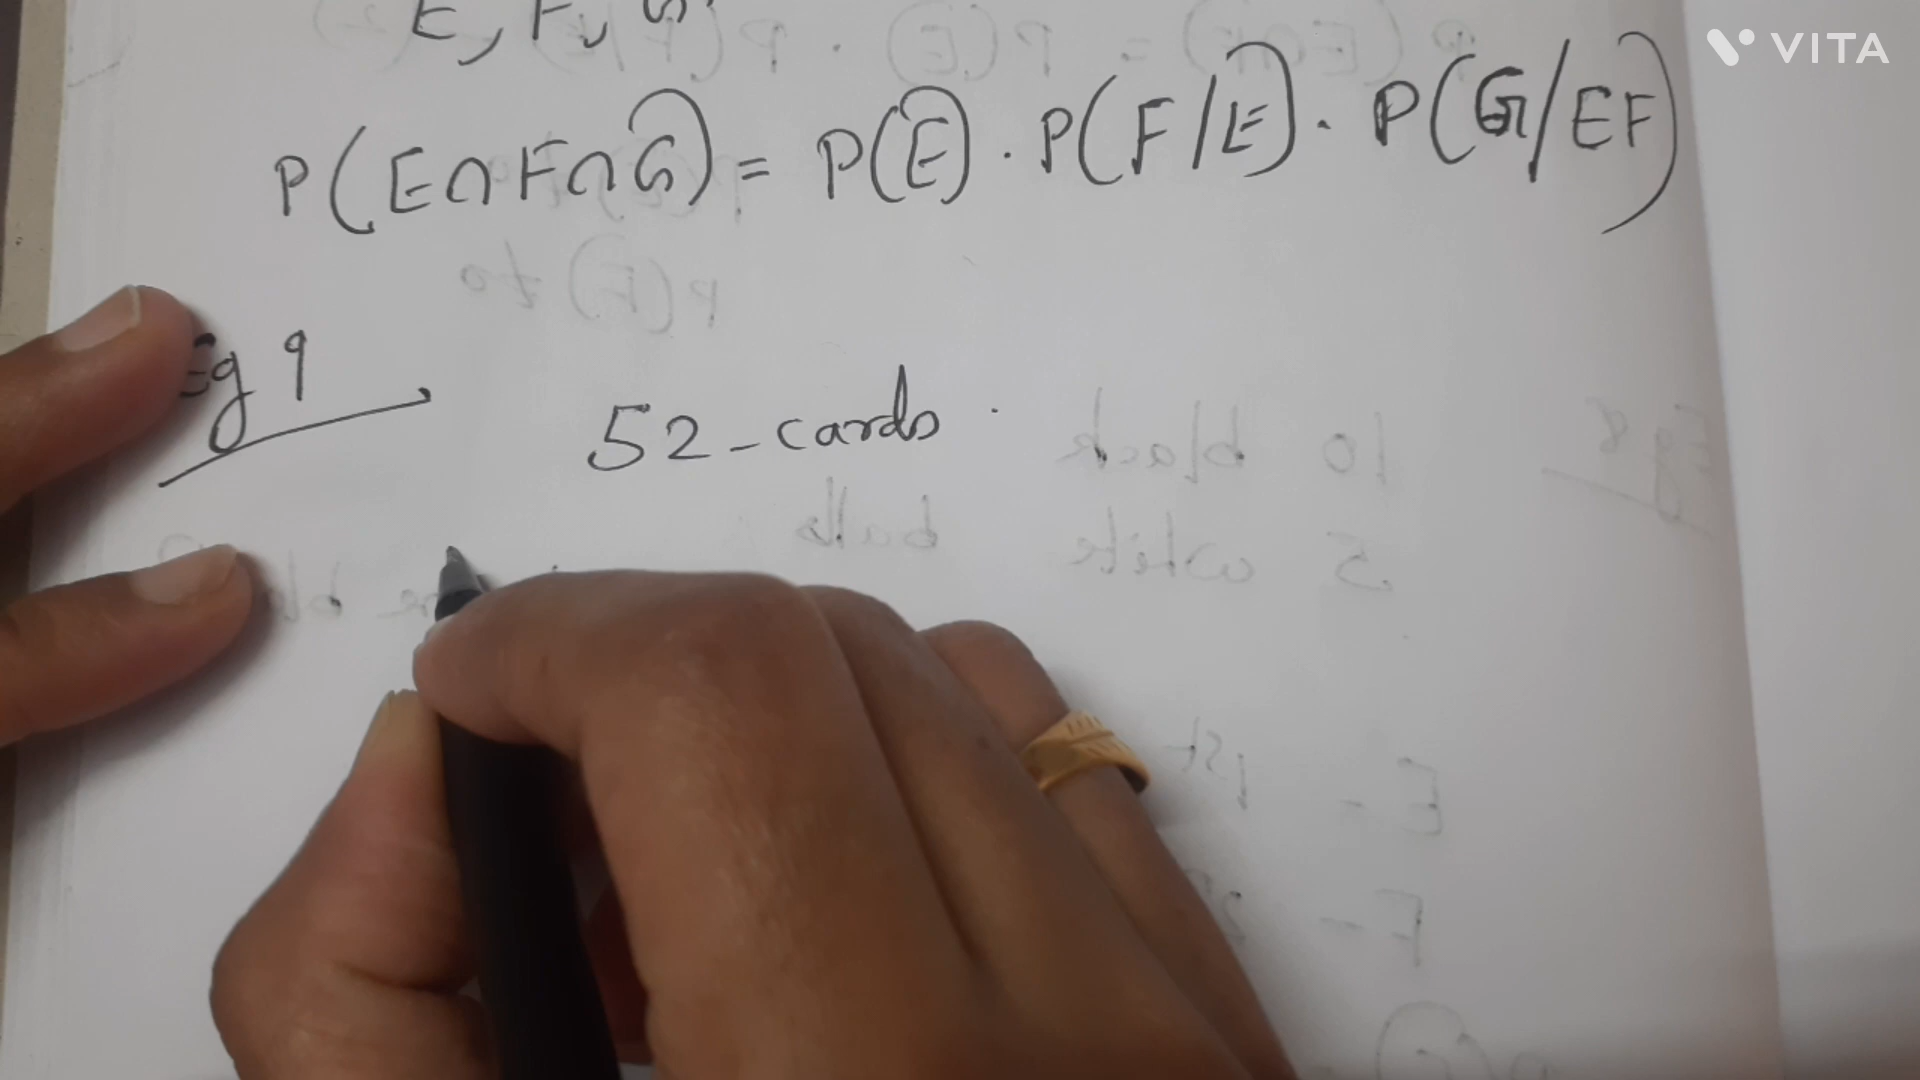 E, F, G
VITA
P(E∩F∩G) = P(E) . P(F/E) . P(G/EF)
Eg 9
52-cards